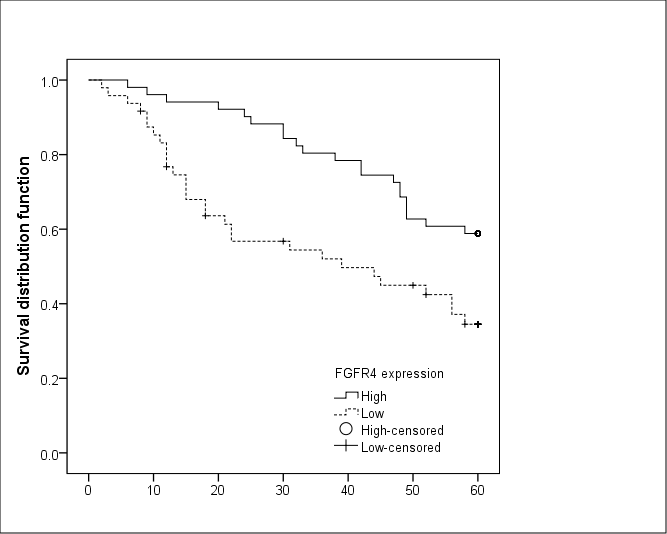 Survival distribution function
1.0
0.8
0.6
0.4
0.2
0.0
FGFR4 expression
High
Low
High-censored
Low-censored
0 10 20 30 40 50 60